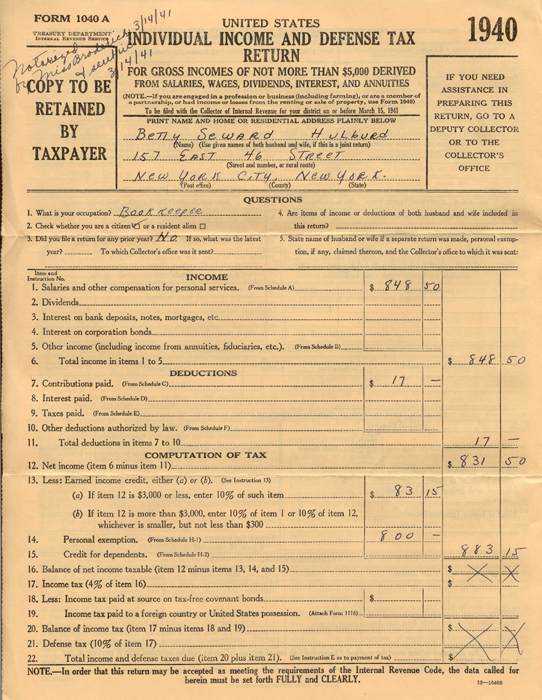 FORM 1040 A
TREASURY DEPARTMENT
INTERNAL REVENUE SERVICE
Notarized 3/14/41
by Miss Broderick
3/14/41
COPY TO BE
RETAINED
BY
TAXPAYER
UNITED STATES
INDIVIDUAL INCOME AND DEFENSE TAX
RETURN
FOR GROSS INCOMES OF NOT MORE THAN $5,000 DERIVED
FROM SALARIES, WAGES, DIVIDENDS, INTEREST, AND ANNUITIES
(NOTE.—If you are engaged in a profession or business (including farming), or are a member of
a partnership, or had income or losses from the renting or sale of property, use Form 1040)
To be filed with the Collector of Internal Revenue for your district on or before March 15, 1941
PRINT NAME AND HOME OR RESIDENTIAL ADDRESS PLAINLY BELOW
Betty Seward Hulburd
(Name) (Use given names of both husband and wife, if this is a joint return)
157 EAST 46 STREET
(Street and number, or rural route)
NEW YORK CITY, NEW YORK.
(Post office) (County) (State)
1940
IF YOU NEED
ASSISTANCE IN
PREPARING THIS
RETURN, GO TO A
DEPUTY COLLECTOR
OR TO THE
COLLECTOR'S
OFFICE
QUESTIONS
1. What is your occupation? Book keeper
2. Check whether you are a citizen ☑ or a resident alien ☐
3. Did you file a return for any prior year? No. If so, what was the latest
year? To which Collector's office was it sent?
4. Are items of income or deductions of both husband and wife included in
this return?
5. State name of husband or wife if a separate return was made, personal exemp-
tion, if any, claimed thereon, and the Collector's office to which it was sent:
Item and
Instruction No.
INCOME
1. Salaries and other compensation for personal services. (From Schedule A) $ 848 50
2. Dividends
3. Interest on bank deposits, notes, mortgages, etc.
4. Interest on corporation bonds
5. Other income (including income from annuities, fiduciaries, etc.). (From Schedule B)
6. Total income in items 1 to 5 $ 848 50
DEDUCTIONS
7. Contributions paid. (From Schedule C) $ 17 —
8. Interest paid. (From Schedule D)
9. Taxes paid. (From Schedule E)
10. Other deductions authorized by law. (From Schedule F)
11. Total deductions in items 7 to 10 17 —
COMPUTATION OF TAX
12. Net income (item 6 minus item 11) $ 831 50
13. Less: Earned income credit, either (a) or (b). (See Instruction 13)
(a) If item 12 is $3,000 or less, enter 10% of such item $ 83 15
(b) If item 12 is more than $3,000, enter 10% of item 1 or 10% of item 12,
whichever is smaller, but not less than $300
14. Personal exemption. (From Schedule H-1) 800 —
15. Credit for dependents. (From Schedule H-2) 883 15
16. Balance of net income taxable (item 12 minus items 13, 14, and 15) $ X X
17. Income tax (4% of item 16) $
18. Less: Income tax paid at source on tax-free covenant bonds $
19. Income tax paid to a foreign country or United States possession. (Attach Form 1116)
20. Balance of income tax (item 17 minus items 18 and 19) $
21. Defense tax (10% of item 17)
22. Total income and defense taxes due (item 20 plus item 21). (See Instruction E as to payment of tax) $
NOTE.—In order that this return may be accepted as meeting the requirements of the Internal Revenue Code, the data called for
herein must be set forth FULLY and CLEARLY.
16—16468